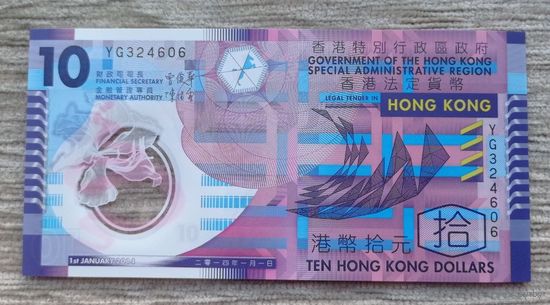 10
YG324606
財政司司長
FINANCIAL SECRETARY
金融管理專員
MONETARY AUTHORITY
香港特別行政區政府
GOVERNMENT OF THE HONG KONG
SPECIAL ADMINISTRATIVE REGION
香港法定貨幣
LEGAL TENDER IN
HONG KONG
YG324606
10
1ST JANUARY 2014
二零一四年一月一日
港幣拾元
拾
TEN HONG KONG DOLLARS